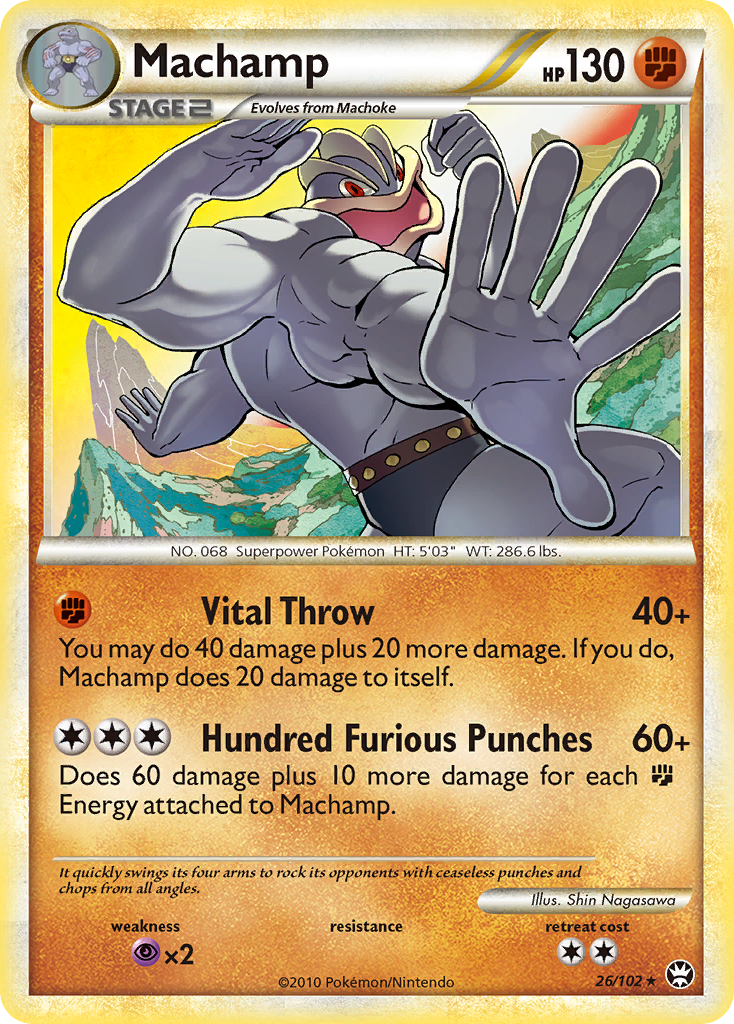 Machamp
HP 130
STAGE 2
Evolves from Machoke
NO. 068 Superpower Pokémon HT: 5'03" WT: 286.6 lbs.
Vital Throw 40+
You may do 40 damage plus 20 more damage. If you do,
Machamp does 20 damage to itself.
Hundred Furious Punches 60+
Does 60 damage plus 10 more damage for each
Energy attached to Machamp.
It quickly swings its four arms to rock its opponents with ceaseless punches and
chops from all angles.
Illus. Shin Nagasawa
weakness resistance retreat cost
×2
©2010 Pokémon/Nintendo
26/102 ★